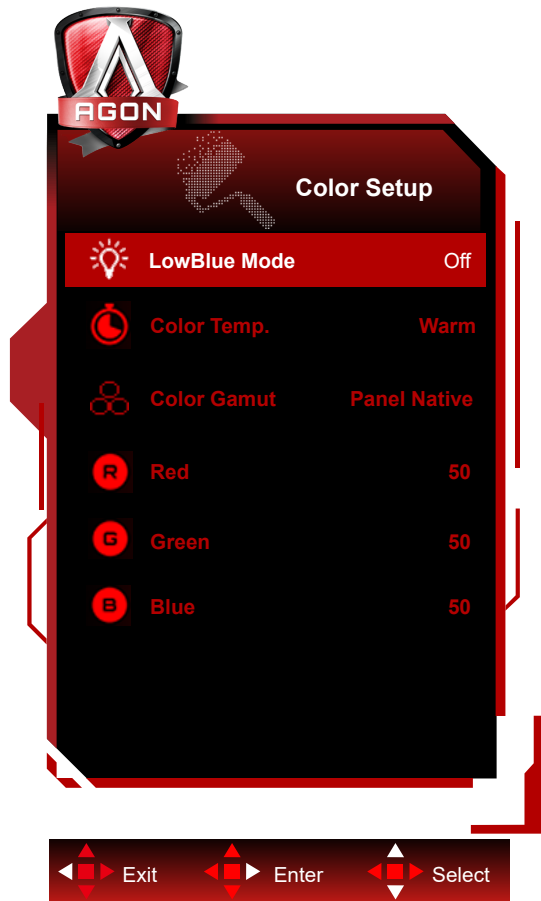 AGON
Color Setup
LowBlue Mode Off
Color Temp. Warm
Color Gamut Panel Native
R Red 50
G Green 50
B Blue 50
Exit Enter Select